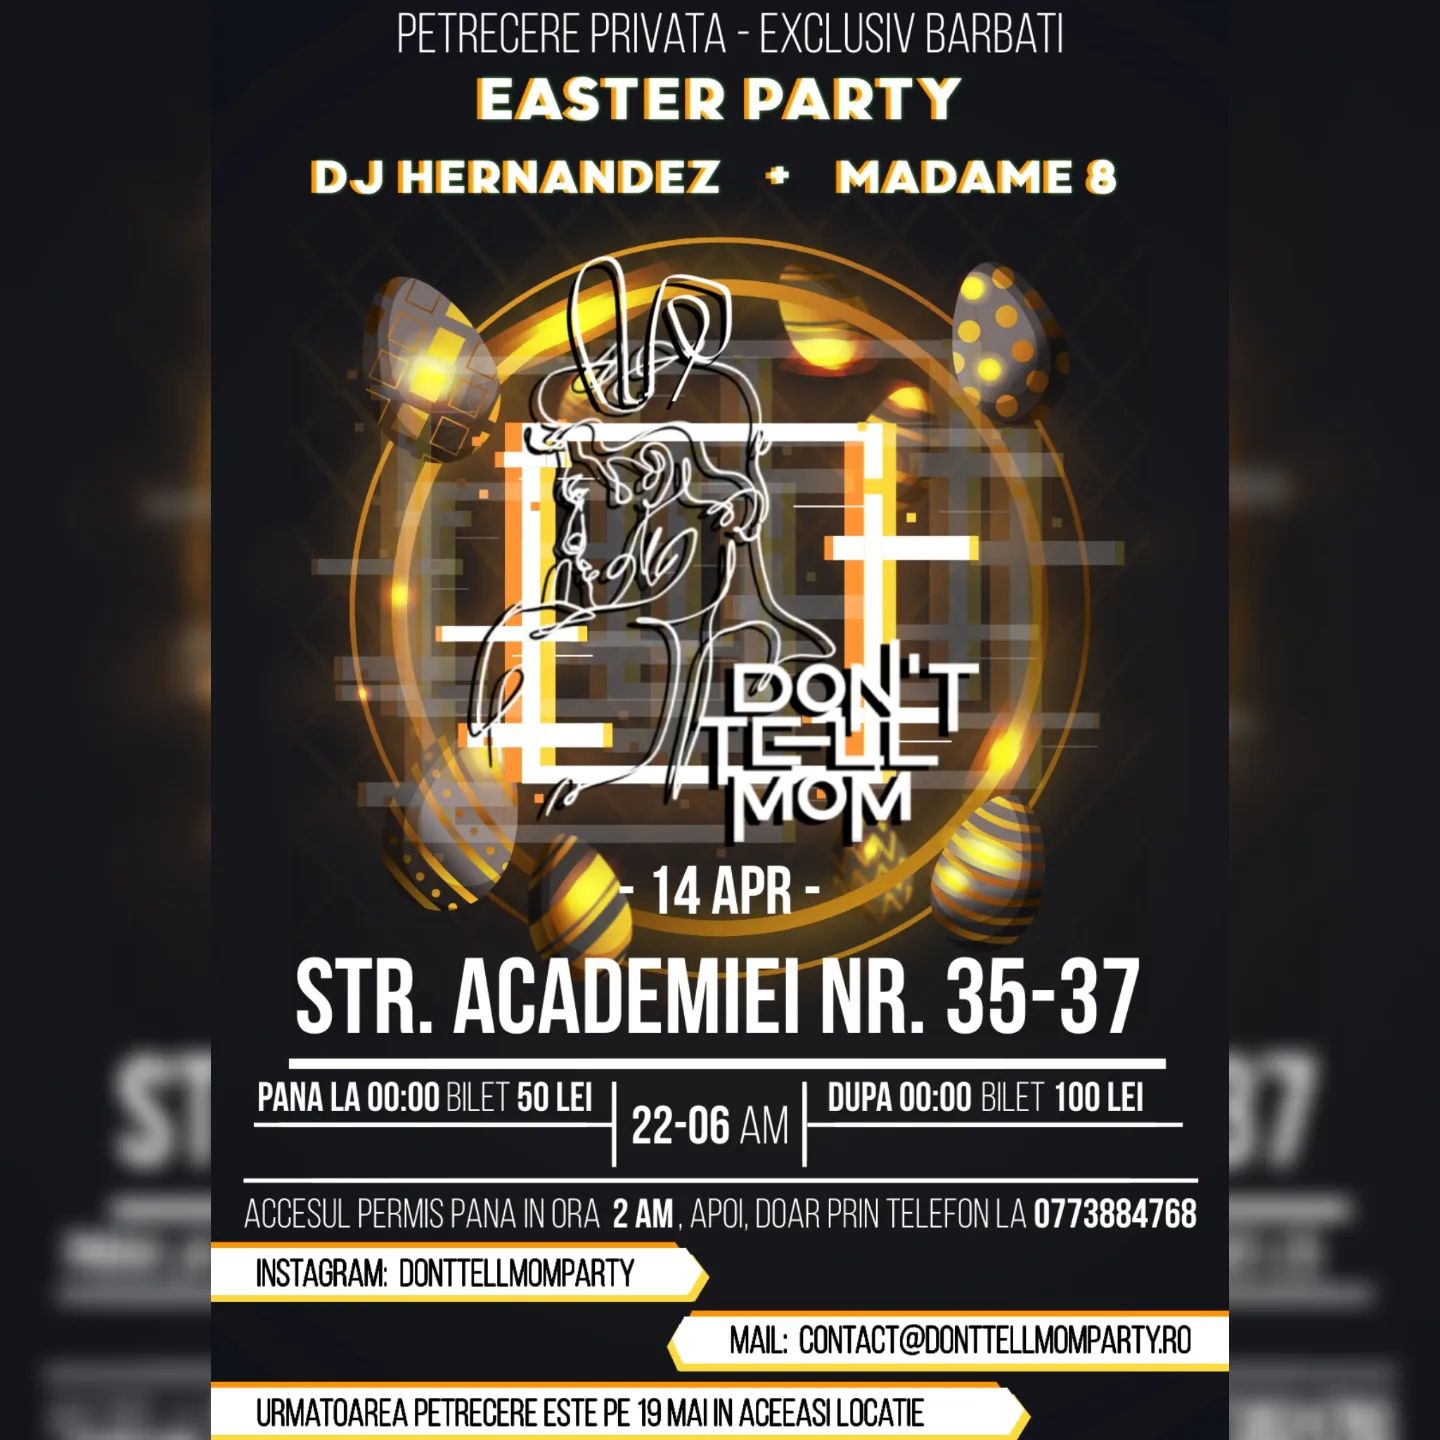 PETRECERE PRIVATA - EXCLUSIV BARBATI
EASTER PARTY
DJ HERNANDEZ + MADAME 8
DON'T
TELL
MOM
- 14 APR -
STR. ACADEMIEI NR. 35-37
PANA LA 00:00 BILET 50 LEI
22-06 AM
DUPA 00:00 BILET 100 LEI
ACCESUL PERMIS PANA IN ORA 2 AM, APOI, DOAR PRIN TELEFON LA 0773884768
INSTAGRAM: DONTTELLMOMPARTY
MAIL: CONTACT@DONTTELLMOMPARTY.RO
URMATOAREA PETRECERE ESTE PE 19 MAI IN ACEEASI LOCATIE